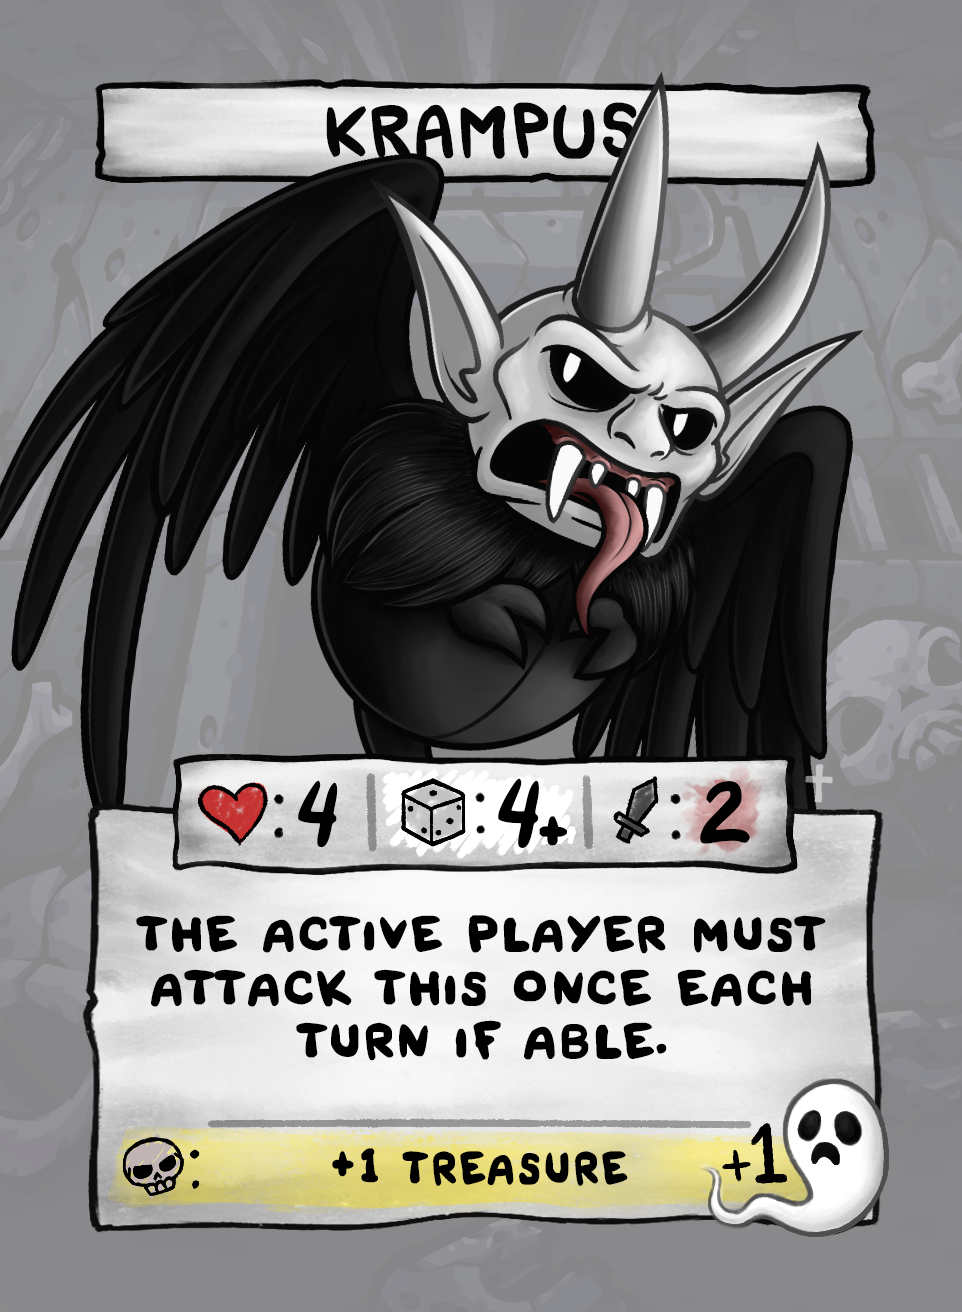 KRAMPUS
: 4 : 4+ : 2
THE ACTIVE PLAYER MUST
ATTACK THIS ONCE EACH
TURN IF ABLE.
: +1 TREASURE +1